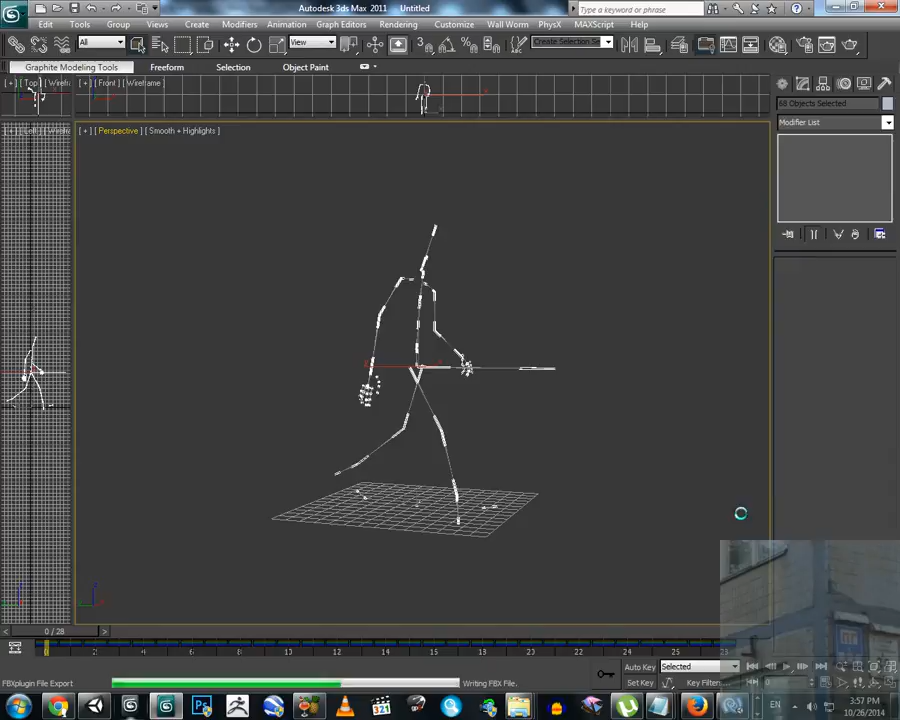 Autodesk 3ds Max 2011 Untitled
Type a keyword or phrase
Edit Tools Group Views Create Modifiers Animation Graph Editors Rendering Customize Wall Worm PhysX MAXScript Help
All
View
Create Selection Se
Graphite Modeling Tools Freeform Selection Object Paint
[ + ] [ Top ] [ Wirefr
[ + ] [ Front ] [ Wireframe ]
68 Objects Selected
Modifier List
[ + ] [ Left ] [ Wirefr
[ + ] [ Perspective ] [ Smooth + Highlights ]
0 / 28
Auto Key Selected
FBXplugin File Export
Writing FBX File.
Set Key Key Filters
321
EN
3:57 PM
10/26/2014